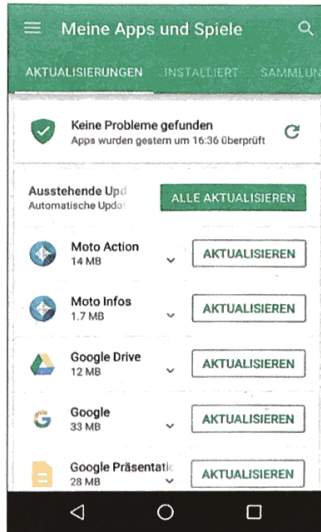 Meine Apps und Spiele
AKTUALISIERUNGEN INSTALLIERT SAMMLUN
Keine Probleme gefunden
Apps wurden gestern um 16:36 überprüft
Ausstehende Upd
Automatische Updat
ALLE AKTUALISIEREN
Moto Action
14 MB
AKTUALISIEREN
Moto Infos
1.7 MB
AKTUALISIEREN
Google Drive
12 MB
AKTUALISIEREN
Google
33 MB
AKTUALISIEREN
Google Präsentatic
28 MB
AKTUALISIEREN